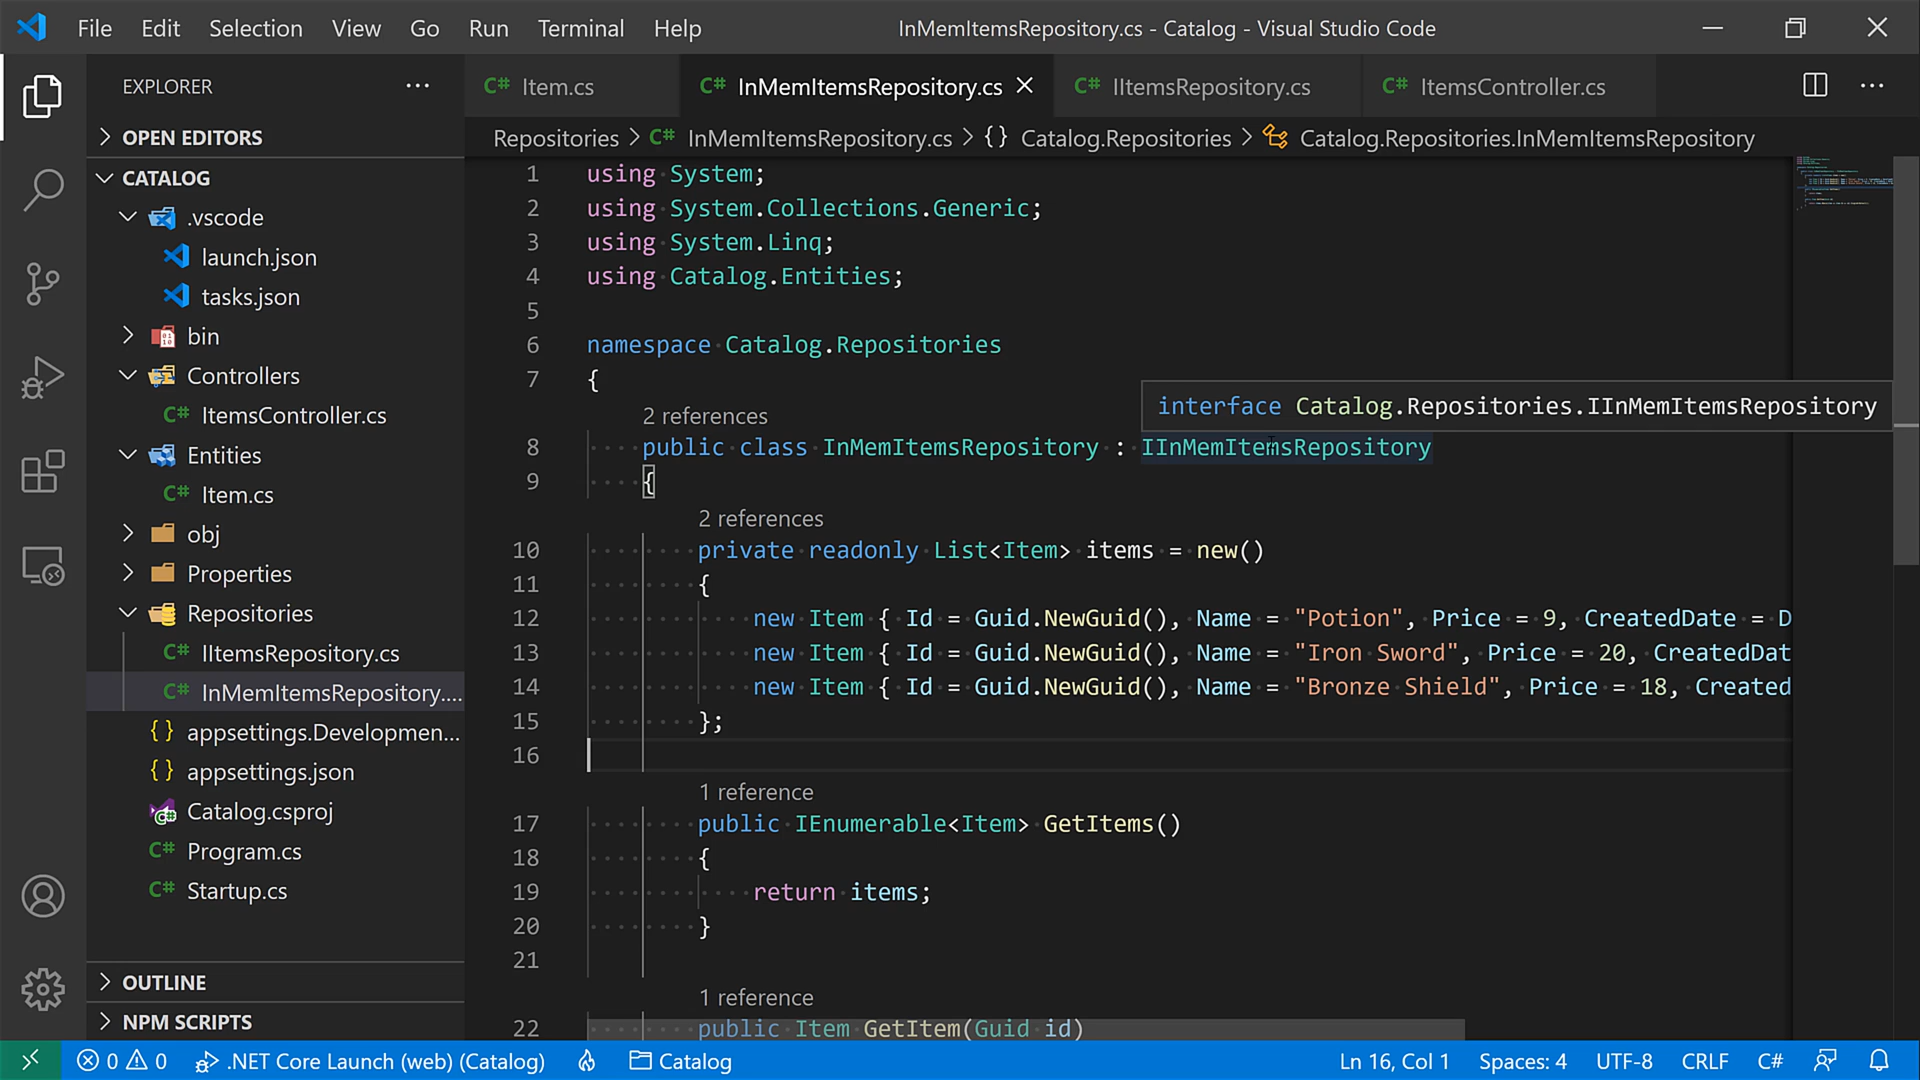 File Edit Selection View Go Run Terminal Help
InMemItemsRepository.cs - Catalog - Visual Studio Code
EXPLORER
Item.cs
InMemItemsRepository.cs
IItemsRepository.cs
ItemsController.cs
Repositories > InMemItemsRepository.cs > {} Catalog.Repositories > Catalog.Repositories.InMemItemsRepository
OPEN EDITORS
CATALOG
.vscode
launch.json
tasks.json
bin
Controllers
ItemsController.cs
Entities
Item.cs
obj
Properties
Repositories
IItemsRepository.cs
InMemItemsRepository....
appsettings.Developmen...
appsettings.json
Catalog.csproj
Program.cs
Startup.cs
OUTLINE
NPM SCRIPTS
1 using System;
2 using System.Collections.Generic;
3 using System.Linq;
4 using Catalog.Entities;
5
6 namespace Catalog.Repositories
7 {
interface Catalog.Repositories.IInMemItemsRepository
2 references
8 public class InMemItemsRepository : IInMemItemsRepository
9 {
2 references
10 private readonly List<Item> items = new()
11 {
12 new Item { Id = Guid.NewGuid(), Name = "Potion", Price = 9, CreatedDate = D
13 new Item { Id = Guid.NewGuid(), Name = "Iron Sword", Price = 20, CreatedDat
14 new Item { Id = Guid.NewGuid(), Name = "Bronze Shield", Price = 18, Created
15 };
16
1 reference
17 public IEnumerable<Item> GetItems()
18 {
19 return items;
20 }
21
1 reference
22 public Item GetItem(Guid id)
0 0 .NET Core Launch (web) (Catalog) Catalog
Ln 16, Col 1 Spaces: 4 UTF-8 CRLF C#